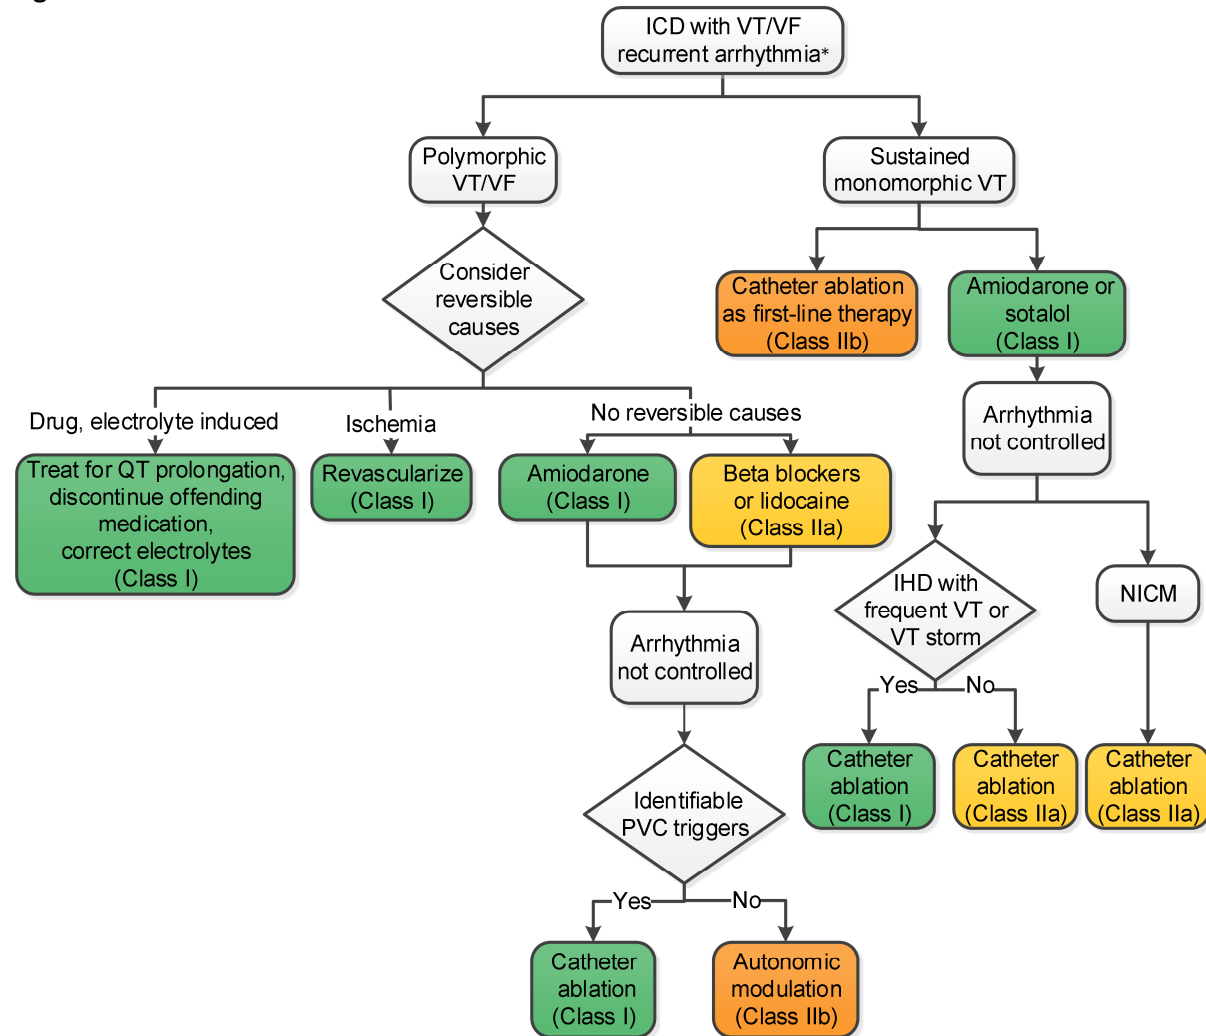 ICD with VT/VF
recurrent arrhythmia*
Polymorphic
VT/VF
Sustained
monomorphic VT
Consider
reversible
causes
Catheter ablation
as first-line therapy
(Class IIb)
Amiodarone or
sotalol
(Class I)
Drug, electrolyte induced
Ischemia
No reversible causes
Arrhythmia
not controlled
Treat for QT prolongation,
discontinue offending
medication,
correct electrolytes
(Class I)
Revascularize
(Class I)
Amiodarone
(Class I)
Beta blockers
or lidocaine
(Class IIa)
IHD with
frequent VT or
VT storm
NICM
Arrhythmia
not controlled
Yes
No
Catheter
ablation
(Class I)
Catheter
ablation
(Class IIa)
Catheter
ablation
(Class IIa)
Identifiable
PVC triggers
Yes
No
Catheter
ablation
(Class I)
Autonomic
modulation
(Class IIb)